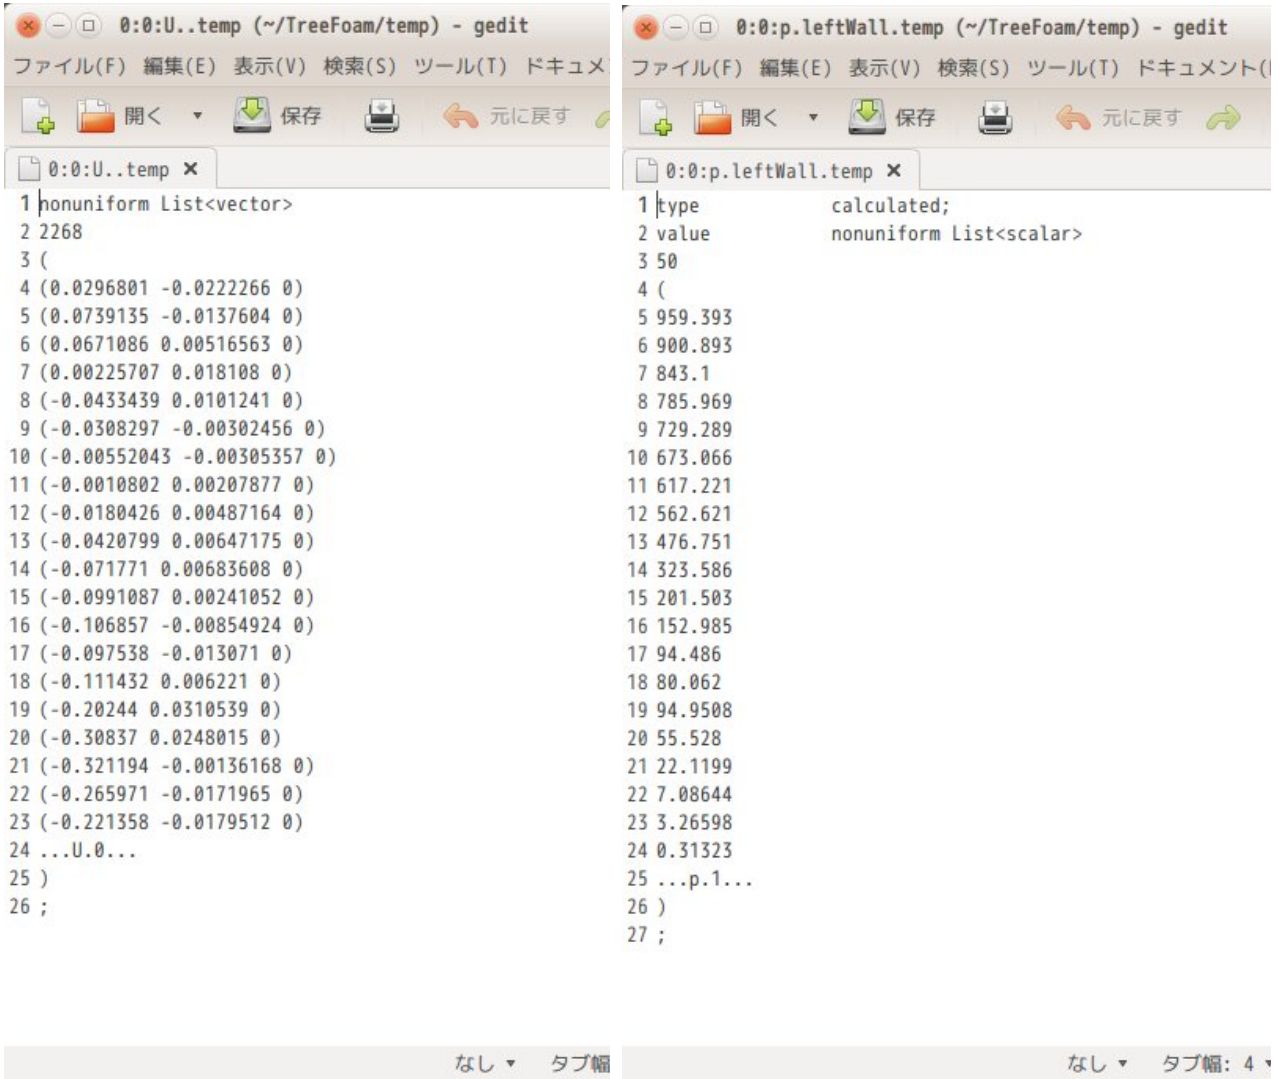 0:0:U..temp (~/TreeFoam/temp) - gedit
ファイル(F) 編集(E) 表示(V) 検索(S) ツール(T) ドキュメ
開く 保存 元に戻す
0:0:U..temp ×
1 nonuniform List<vector>
2 2268
3 (
4 (0.0296801 -0.0222266 0)
5 (0.0739135 -0.0137604 0)
6 (0.0671086 0.00516563 0)
7 (0.00225707 0.018108 0)
8 (-0.0433439 0.0101241 0)
9 (-0.0308297 -0.00302456 0)
10 (-0.00552043 -0.00305357 0)
11 (-0.0010802 0.00207877 0)
12 (-0.0180426 0.00487164 0)
13 (-0.0420799 0.00647175 0)
14 (-0.071771 0.00683608 0)
15 (-0.0991087 0.00241052 0)
16 (-0.106857 -0.00854924 0)
17 (-0.097538 -0.013071 0)
18 (-0.111432 0.006221 0)
19 (-0.20244 0.0310539 0)
20 (-0.30837 0.0248015 0)
21 (-0.321194 -0.00136168 0)
22 (-0.265971 -0.0171965 0)
23 (-0.221358 -0.0179512 0)
24 ...U.0...
25 )
26 ;
なし タブ幅
0:0:p.leftWall.temp (~/TreeFoam/temp) - gedit
ファイル(F) 編集(E) 表示(V) 検索(S) ツール(T) ドキュメント(
開く 保存 元に戻す
0:0:p.leftWall.temp ×
1 type calculated;
2 value nonuniform List<scalar>
3 50
4 (
5 959.393
6 900.893
7 843.1
8 785.969
9 729.289
10 673.066
11 617.221
12 562.621
13 476.751
14 323.586
15 201.503
16 152.985
17 94.486
18 80.062
19 94.9508
20 55.528
21 22.1199
22 7.08644
23 3.26598
24 0.31323
25 ...p.1...
26 )
27 ;
なし タブ幅: 4